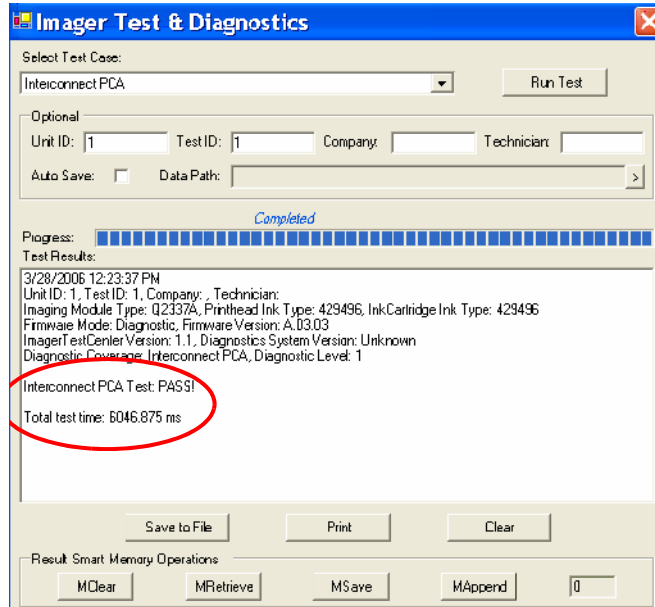 Imager Test & Diagnostics
Select Test Case:
Interconnect PCA
Run Test
Optional
Unit ID: 1 Test ID: 1 Company: Technician:
Auto Save: Data Path: >
Completed
Progress:
Test Results:
3/28/2006 12:23:37 PM
Unit ID: 1, Test ID: 1, Company: , Technician:
Imaging Module Type: Q2337A, Printhead Ink Type: 429496, InkCartridge Ink Type: 429496
Firmware Mode: Diagnostic, Firmware Version: A.03.03
ImagerTestCenter Version: 1.1, Diagnostics System Version: Unknown
Diagnostic Coverage: Interconnect PCA, Diagnostic Level: 1
Interconnect PCA Test: PASS!
Total test time: 6046.875 ms
Save to File Print Clear
Result Smart Memory Operations
MClear MRetrieve MSave MAppend 0